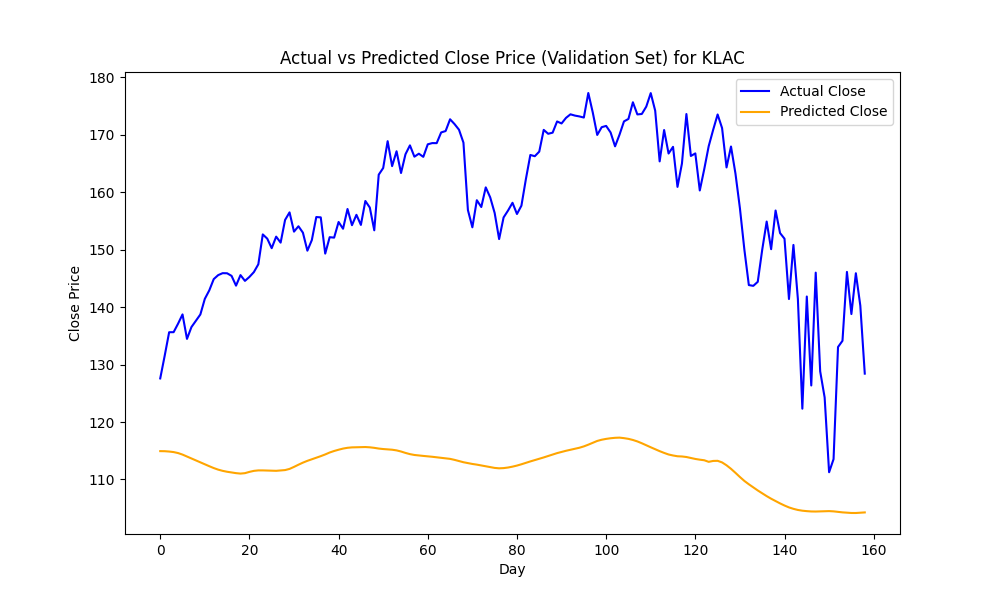 Actual vs Predicted Close Price (Validation Set) for KLAC
Actual Close
Predicted Close
Close Price
180
170
160
150
140
130
120
110
0 20 40 60 80 100 120 140 160
Day